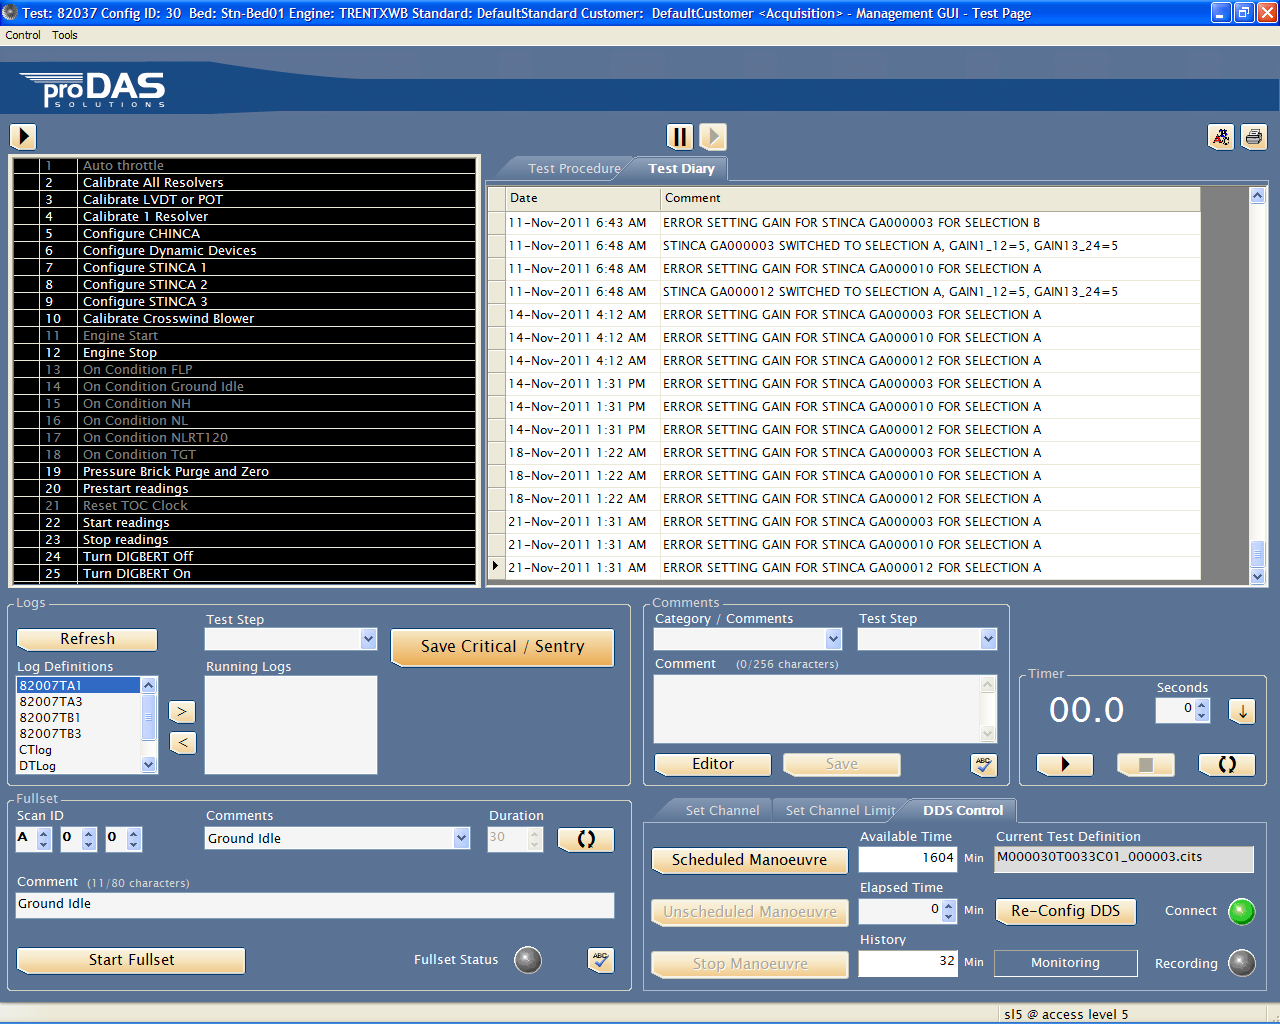 Test: 82037 Config ID: 30 Bed: Stn-Bed01 Engine: TRENTXWB Standard: DefaultStandard Customer: DefaultCustomer <Acquisition> - Management GUI - Test Page
Control Tools
proDAS
SOLUTIONS
1 Auto throttle
2 Calibrate All Resolvers
3 Calibrate LVDT or POT
4 Calibrate 1 Resolver
5 Configure CHINCA
6 Configure Dynamic Devices
7 Configure STINCA 1
8 Configure STINCA 2
9 Configure STINCA 3
10 Calibrate Crosswind Blower
11 Engine Start
12 Engine Stop
13 On Condition FLP
14 On Condition Ground Idle
15 On Condition NH
16 On Condition NL
17 On Condition NLRT120
18 On Condition TGT
19 Pressure Brick Purge and Zero
20 Prestart readings
21 Reset TOC Clock
22 Start readings
23 Stop readings
24 Turn DIGBERT Off
25 Turn DIGBERT On
Test Procedure Test Diary
Date Comment
11-Nov-2011 6:43 AM ERROR SETTING GAIN FOR STINCA GA000003 FOR SELECTION B
11-Nov-2011 6:48 AM STINCA GA000003 SWITCHED TO SELECTION A, GAIN1_12=5, GAIN13_24=5
11-Nov-2011 6:48 AM ERROR SETTING GAIN FOR STINCA GA000010 FOR SELECTION A
11-Nov-2011 6:48 AM STINCA GA000012 SWITCHED TO SELECTION A, GAIN1_12=5, GAIN13_24=5
14-Nov-2011 4:12 AM ERROR SETTING GAIN FOR STINCA GA000003 FOR SELECTION A
14-Nov-2011 4:12 AM ERROR SETTING GAIN FOR STINCA GA000010 FOR SELECTION A
14-Nov-2011 4:12 AM ERROR SETTING GAIN FOR STINCA GA000012 FOR SELECTION A
14-Nov-2011 1:31 PM ERROR SETTING GAIN FOR STINCA GA000003 FOR SELECTION A
14-Nov-2011 1:31 PM ERROR SETTING GAIN FOR STINCA GA000010 FOR SELECTION A
14-Nov-2011 1:31 PM ERROR SETTING GAIN FOR STINCA GA000012 FOR SELECTION A
18-Nov-2011 1:22 AM ERROR SETTING GAIN FOR STINCA GA000003 FOR SELECTION A
18-Nov-2011 1:22 AM ERROR SETTING GAIN FOR STINCA GA000010 FOR SELECTION A
18-Nov-2011 1:22 AM ERROR SETTING GAIN FOR STINCA GA000012 FOR SELECTION A
21-Nov-2011 1:31 AM ERROR SETTING GAIN FOR STINCA GA000003 FOR SELECTION A
21-Nov-2011 1:31 AM ERROR SETTING GAIN FOR STINCA GA000010 FOR SELECTION A
21-Nov-2011 1:31 AM ERROR SETTING GAIN FOR STINCA GA000012 FOR SELECTION A
Logs
Refresh
Test Step
Save Critical / Sentry
Log Definitions
82007TA1
82007TA3
82007TB1
82007TB3
CTlog
DTLog
>
<
Running Logs
Comments
Category / Comments Test Step
Comment (0/256 characters)
Editor Save ABC
Timer
00.0
Seconds
0
Fullset
Scan ID
A 0 0
Comments
Ground Idle
Duration
30
Comment (11/80 characters)
Ground Idle
Start Fullset
Fullset Status
ABC
Set Channel Set Channel Limit DDS Control
Scheduled Manoeuvre
Available Time
1604 Min
Current Test Definition
M000030T0033C01_000003.cits
Unscheduled Manoeuvre
Elapsed Time
0 Min
Re-Config DDS
Connect
Stop Manoeuvre
History
32 Min
Monitoring
Recording
sl5 @ access level 5